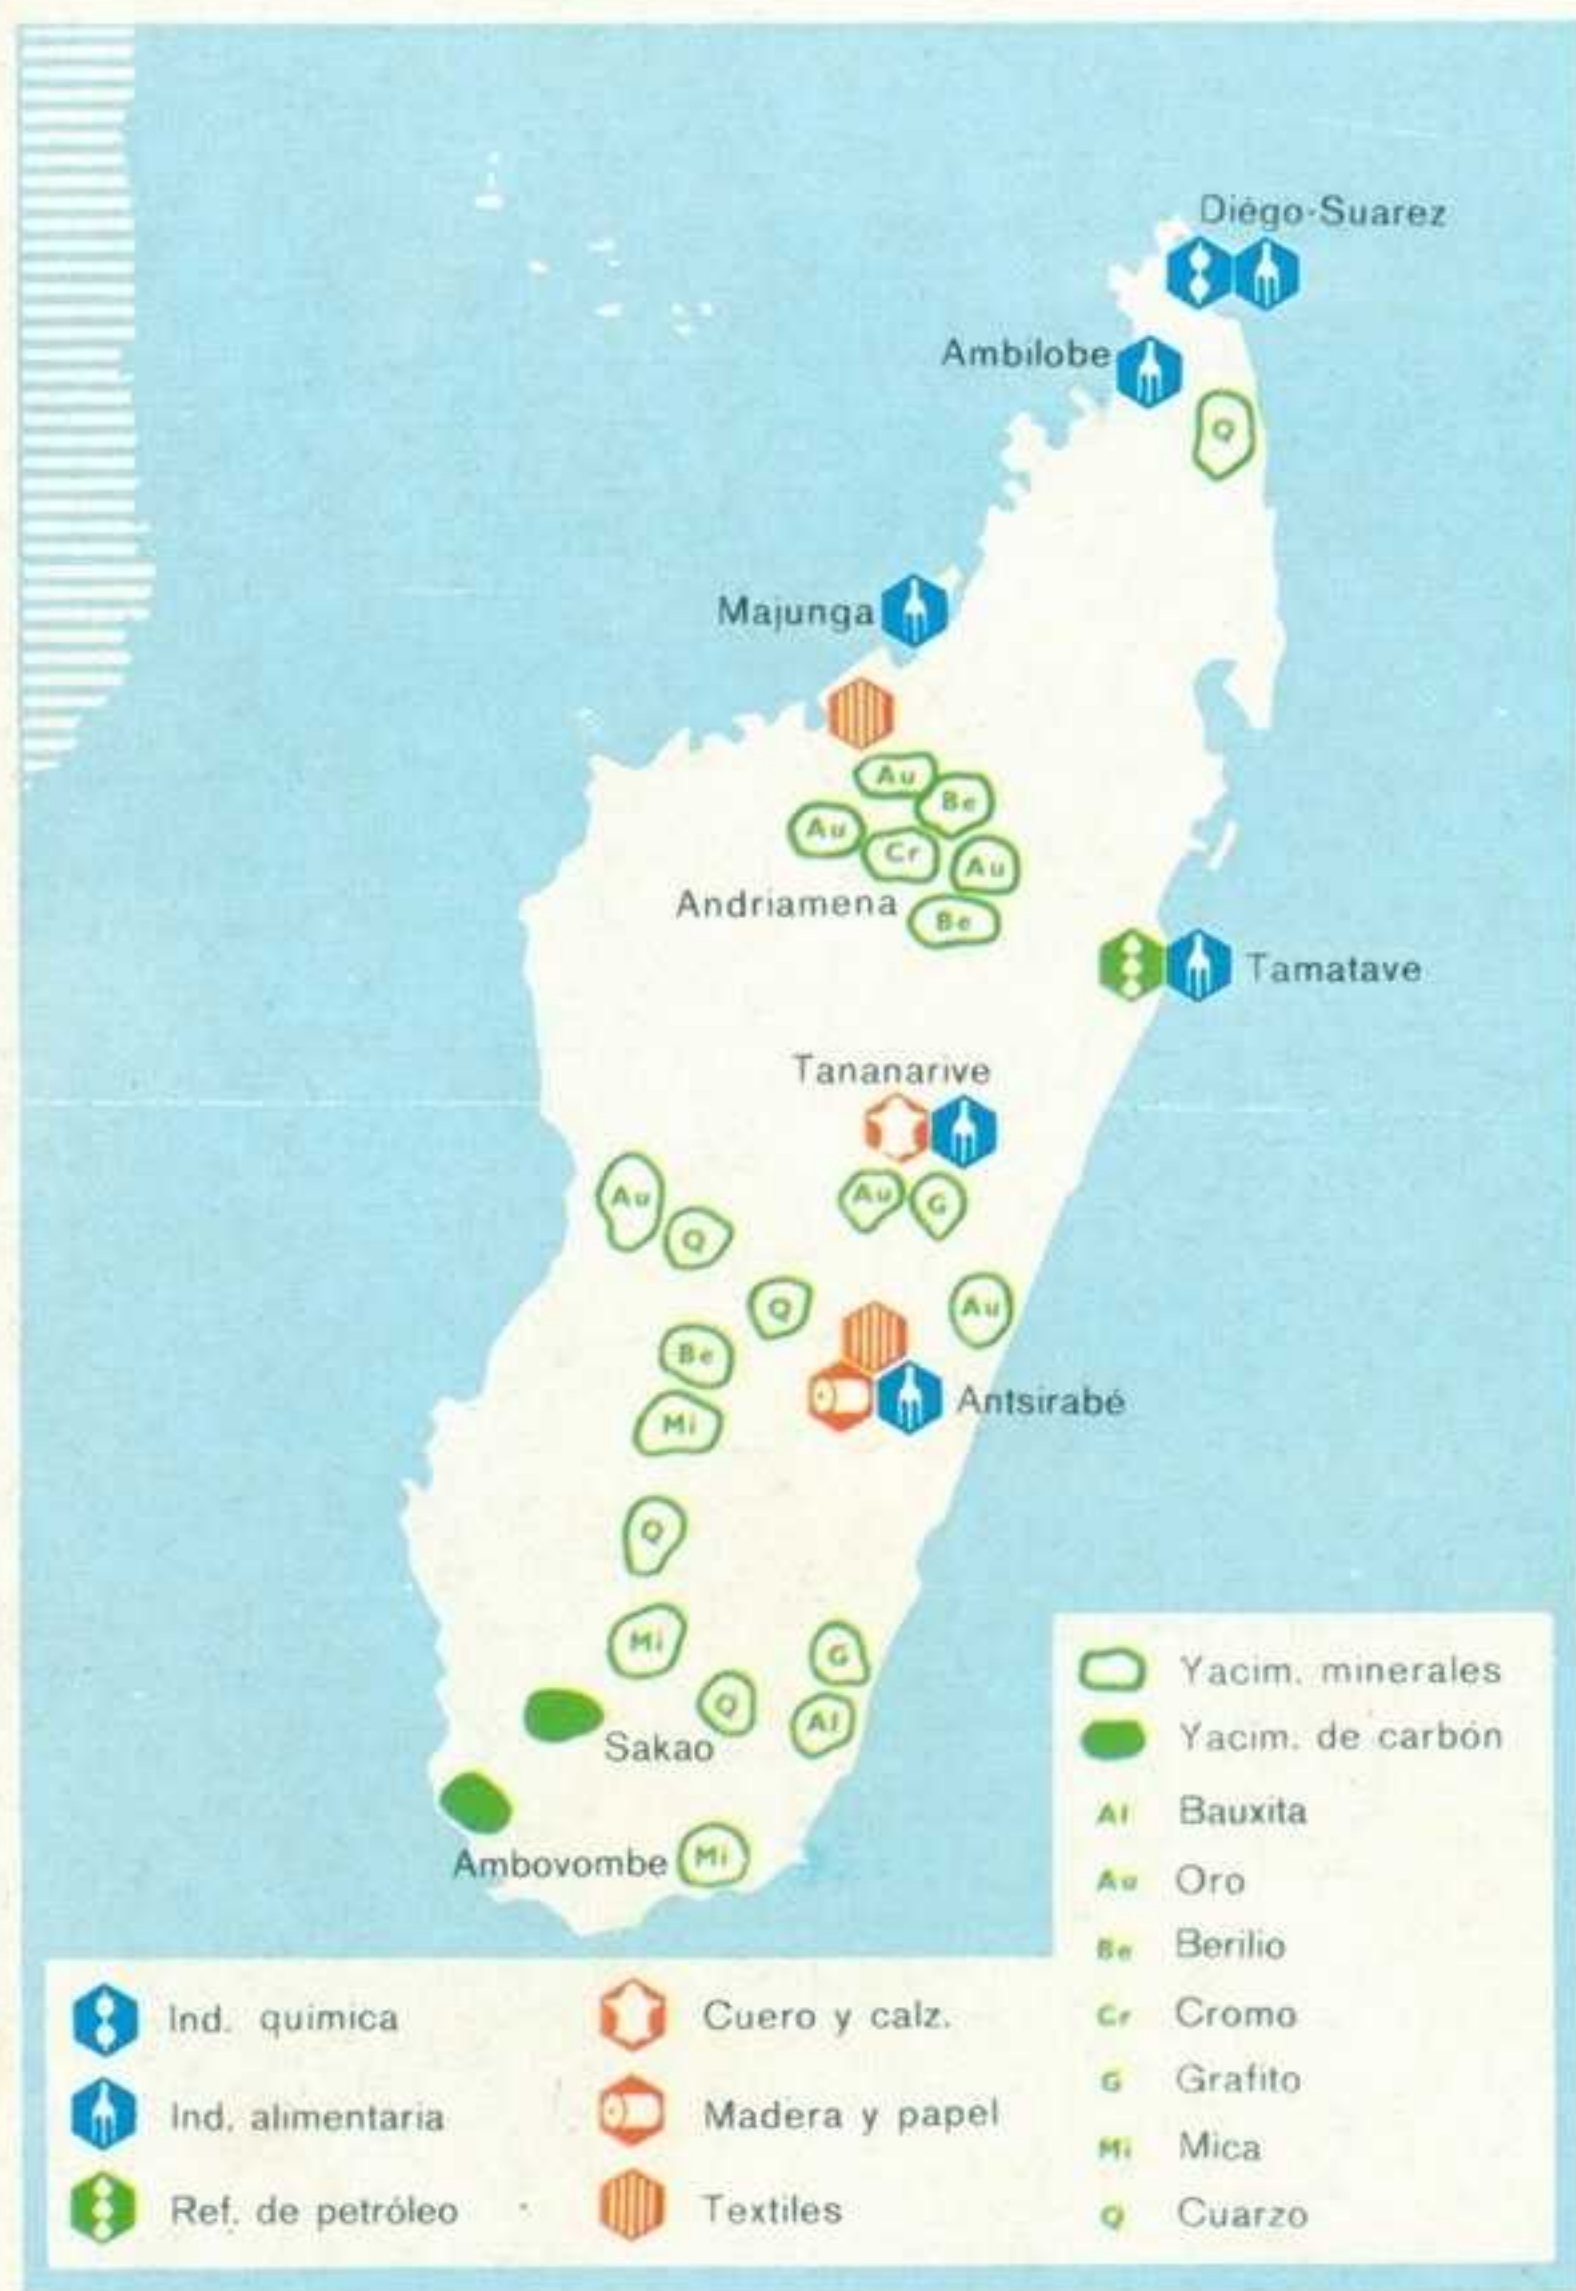 Diégo-Suarez
Ambilobe
Q
Majunga
Au
Be
Au
Cr
Au
Andriamena
Be
Tamatave
Tananarive
Au
Au
G
Q
Q
Au
Be
Antsirabé
Mi
Q
Mi
G
Q
Al
Sakao
Ambovombe
Mi
Yacim. minerales
Yacim. de carbón
Al Bauxita
Au Oro
Be Berilio
Cr Cromo
G Grafito
Mi Mica
Q Cuarzo
Ind. química
Ind. alimentaria
Ref. de petróleo
Cuero y calz.
Madera y papel
Textiles